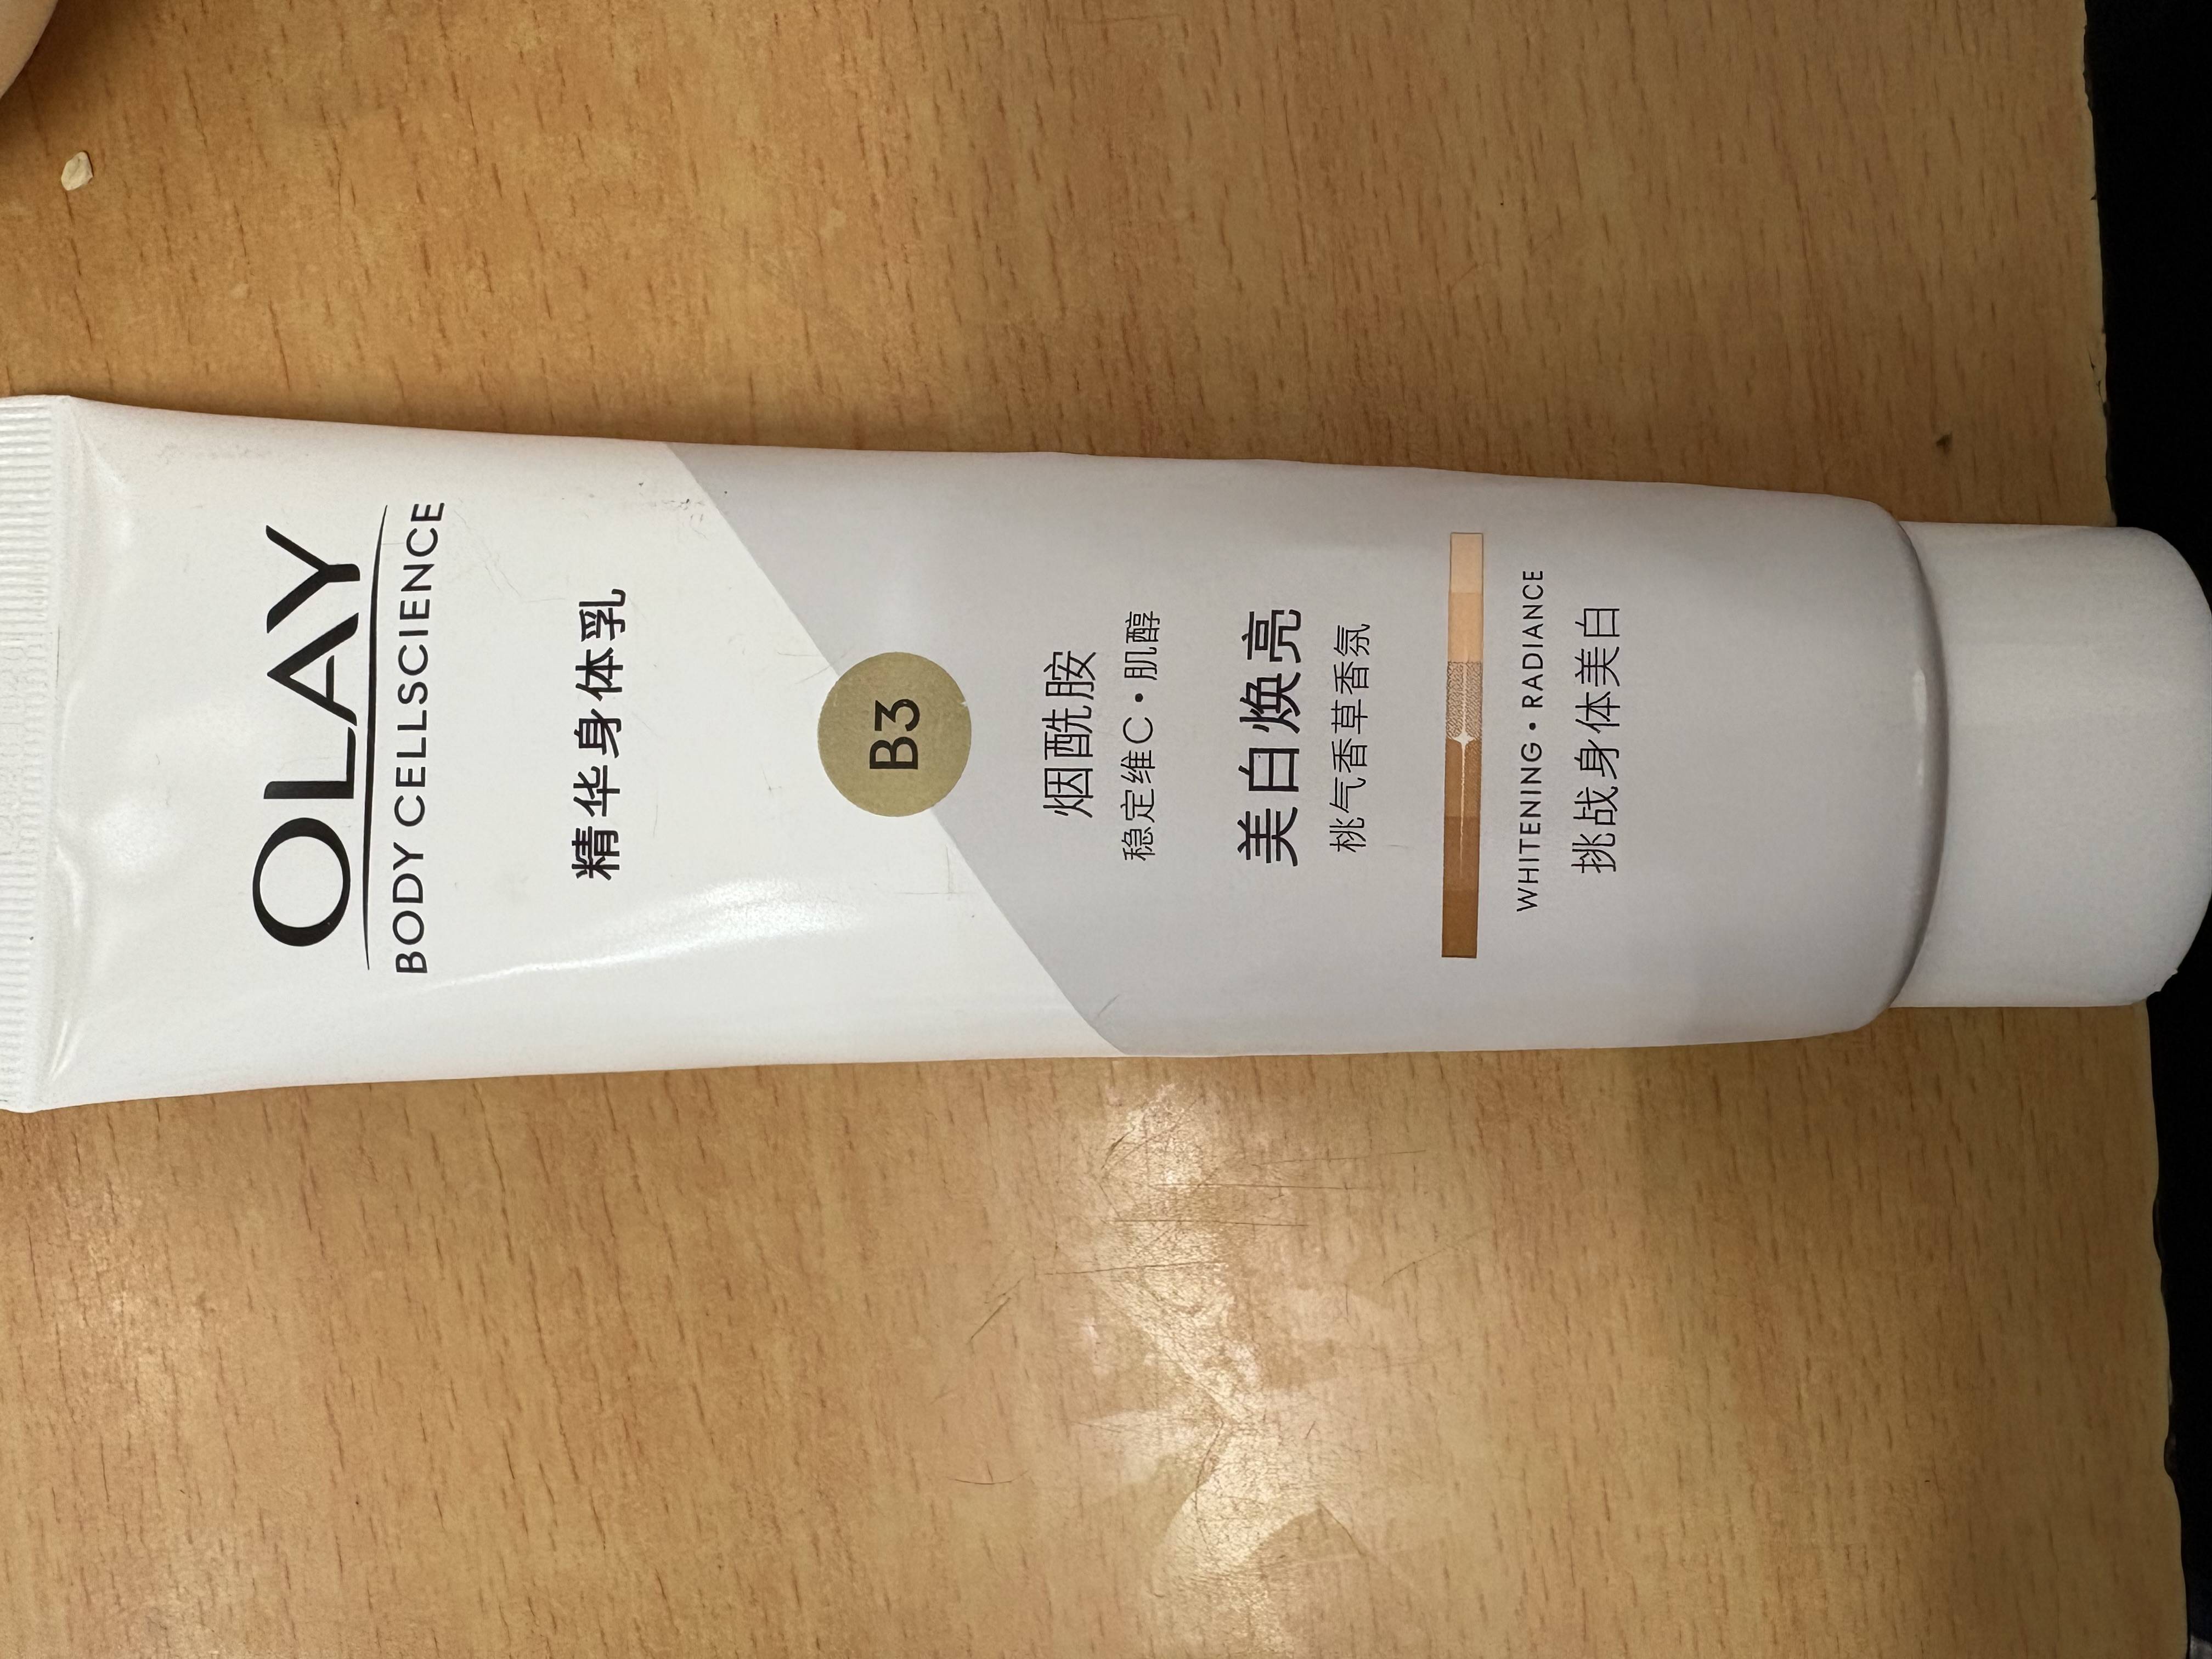 OLAY
BODY CELLSCIENCE
精华身体乳
B3
烟酰胺
稳定维C•肌醇
美白焕亮
桃气香草香氛
WHITENING•RADIANCE
挑战身体美白